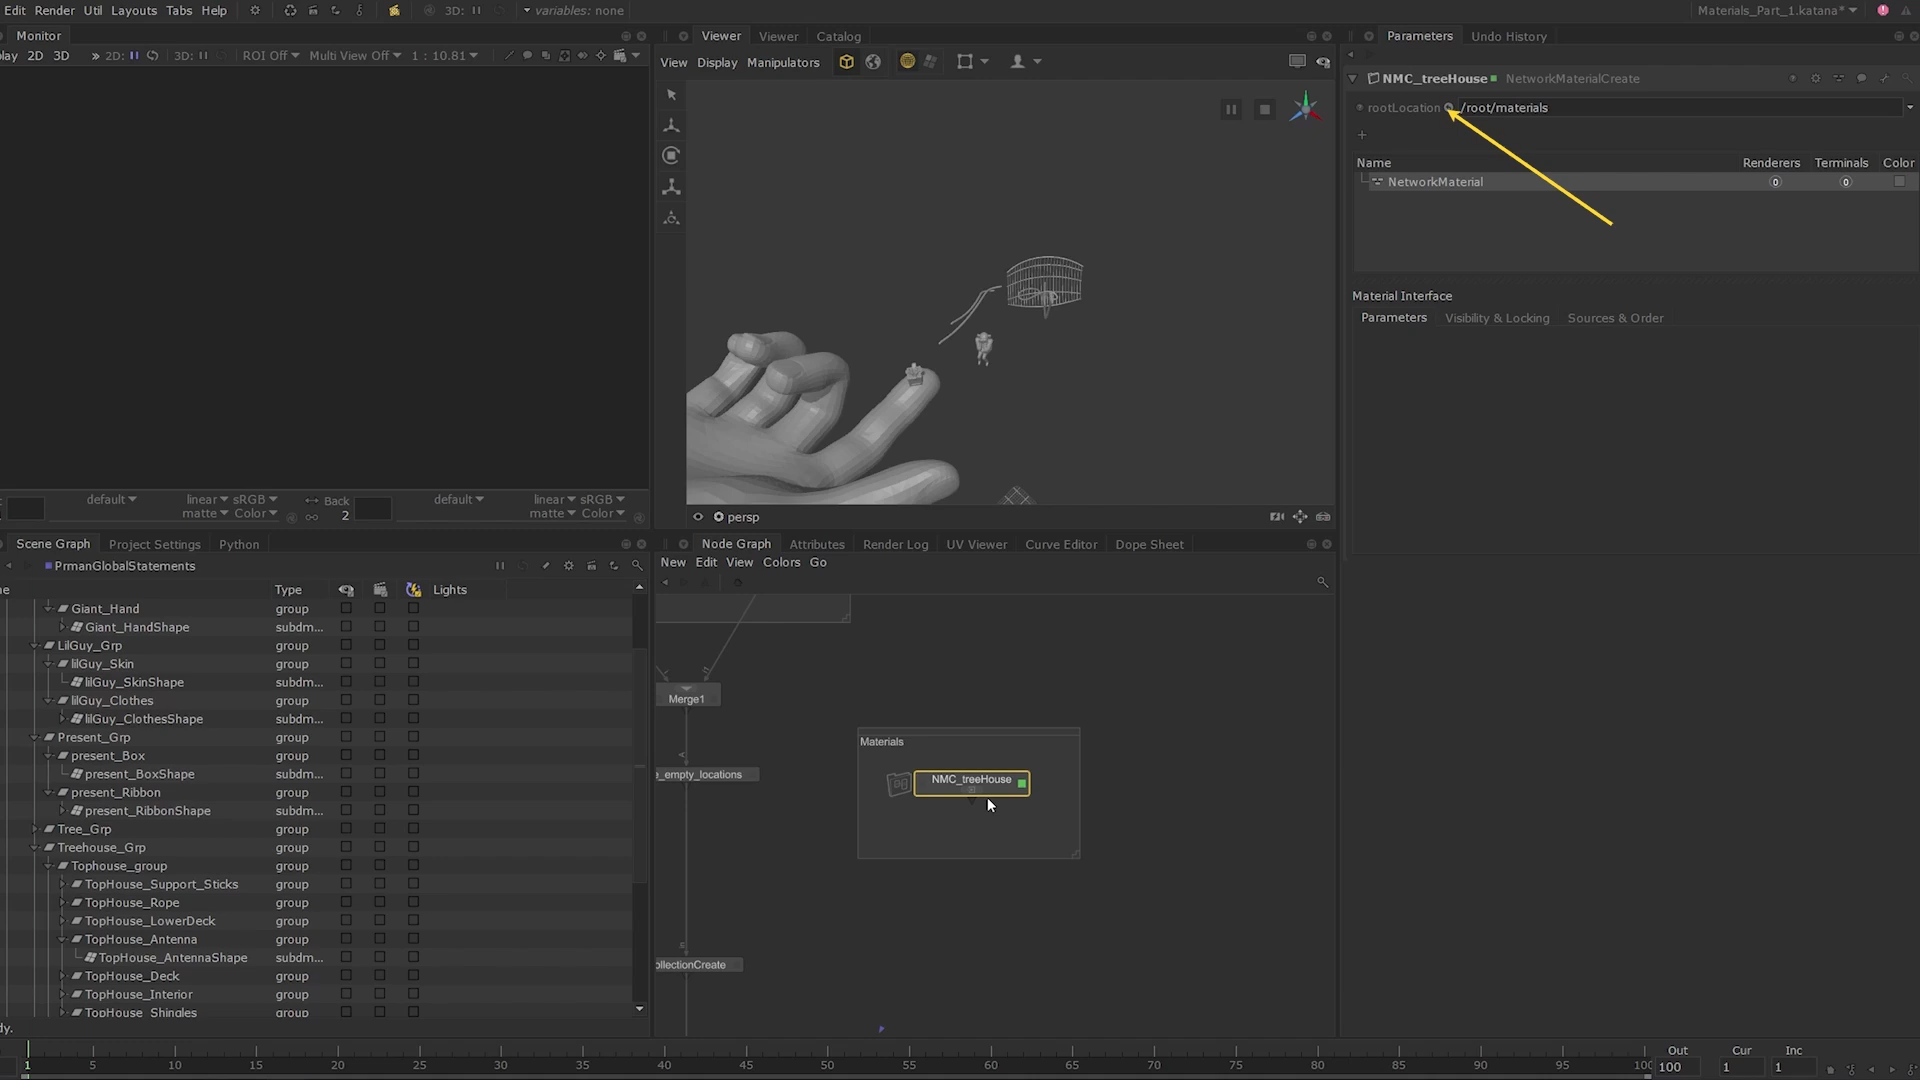 Edit Render Util Layouts Tabs Help 3D: variables: none Materials_Part_1.katana*
Monitor
lay 2D 3D » 2D: 3D: ROI Off Multi View Off 1 : 10.81
default linear sRGB Back default linear sRGB
matte Color 2 matte Color
Viewer Viewer Catalog
View Display Manipulators
persp
Parameters Undo History
NMC_treeHouse NetworkMaterialCreate
rootLocation /root/materials
+
Name Renderers Terminals Color
NetworkMaterial 0 0
Material Interface
Parameters Visibility & Locking Sources & Order
Scene Graph Project Settings Python
PrmanGlobalStatements
e Type Lights
Giant_Hand group
Giant_HandShape subdm...
LilGuy_Grp group
lilGuy_Skin group
lilGuy_SkinShape subdm...
lilGuy_Clothes group
lilGuy_ClothesShape subdm...
Present_Grp group
present_Box group
present_BoxShape subdm...
present_Ribbon group
present_RibbonShape subdm...
Tree_Grp group
Treehouse_Grp group
Tophouse_group group
TopHouse_Support_Sticks group
TopHouse_Rope group
TopHouse_LowerDeck group
TopHouse_Antenna group
TopHouse_AntennaShape subdm...
TopHouse_Deck group
TopHouse_Interior group
TopHouse_Shingles group
dy.
Node Graph Attributes Render Log UV Viewer Curve Editor Dope Sheet
New Edit View Colors Go
Merge1
A
e_empty_locations
in
ollectionCreate
Materials
NMC_treeHouse
1 5 10 15 20 25 30 35 40 45 50 55 60 65 70 75 80 85 90 95 100
Out Cur Inc
100 1 1